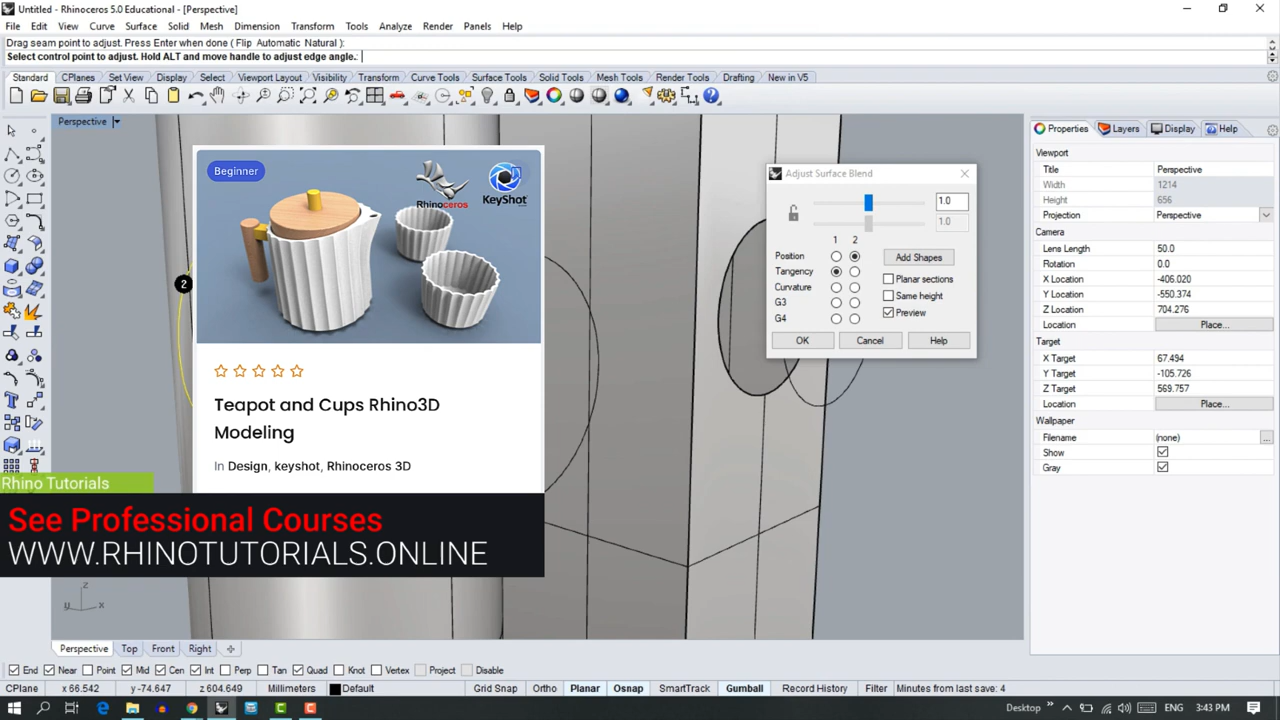 Untitled - Rhinoceros 5.0 Educational - [Perspective]
File Edit View Curve Surface Solid Mesh Dimension Transform Tools Analyze Render Panels Help
Drag seam point to adjust. Press Enter when done ( Flip Automatic Natural ):
Select control point to adjust. Hold ALT and move handle to adjust edge angle.:
Standard CPlanes Set View Display Select Viewport Layout Visibility Transform Curve Tools Surface Tools Solid Tools Mesh Tools Render Tools Drafting New in V5
Perspective
Beginner
Rhinoceros
KeyShot
2
Teapot and Cups Rhino3D
Modeling
In Design, keyshot, Rhinoceros 3D
Rhino Tutorials
See Professional Courses
WWW.RHINOTUTORIALS.ONLINE
Adjust Surface Blend
1.0
1.0
1 2
Position
Tangency
Curvature
G3
G4
Add Shapes
Planar sections
Same height
Preview
OK Cancel Help
Properties Layers Display Help
Viewport
Title Perspective
Width 1214
Height 656
Projection Perspective
Camera
Lens Length 50.0
Rotation 0.0
X Location -406.020
Y Location -550.374
Z Location 704.276
Location Place...
Target
X Target 67.494
Y Target -105.726
Z Target 569.757
Location Place...
Wallpaper
Filename (none) ...
Show
Gray
z
y x
Perspective Top Front Right
End Near Point Mid Cen Int Perp Tan Quad Knot Vertex Project Disable
CPlane x 66.542 y -74.647 z 604.649 Millimeters Default Grid Snap Ortho Planar Osnap SmartTrack Gumball Record History Filter Minutes from last save: 4
Desktop ENG 3:43 PM